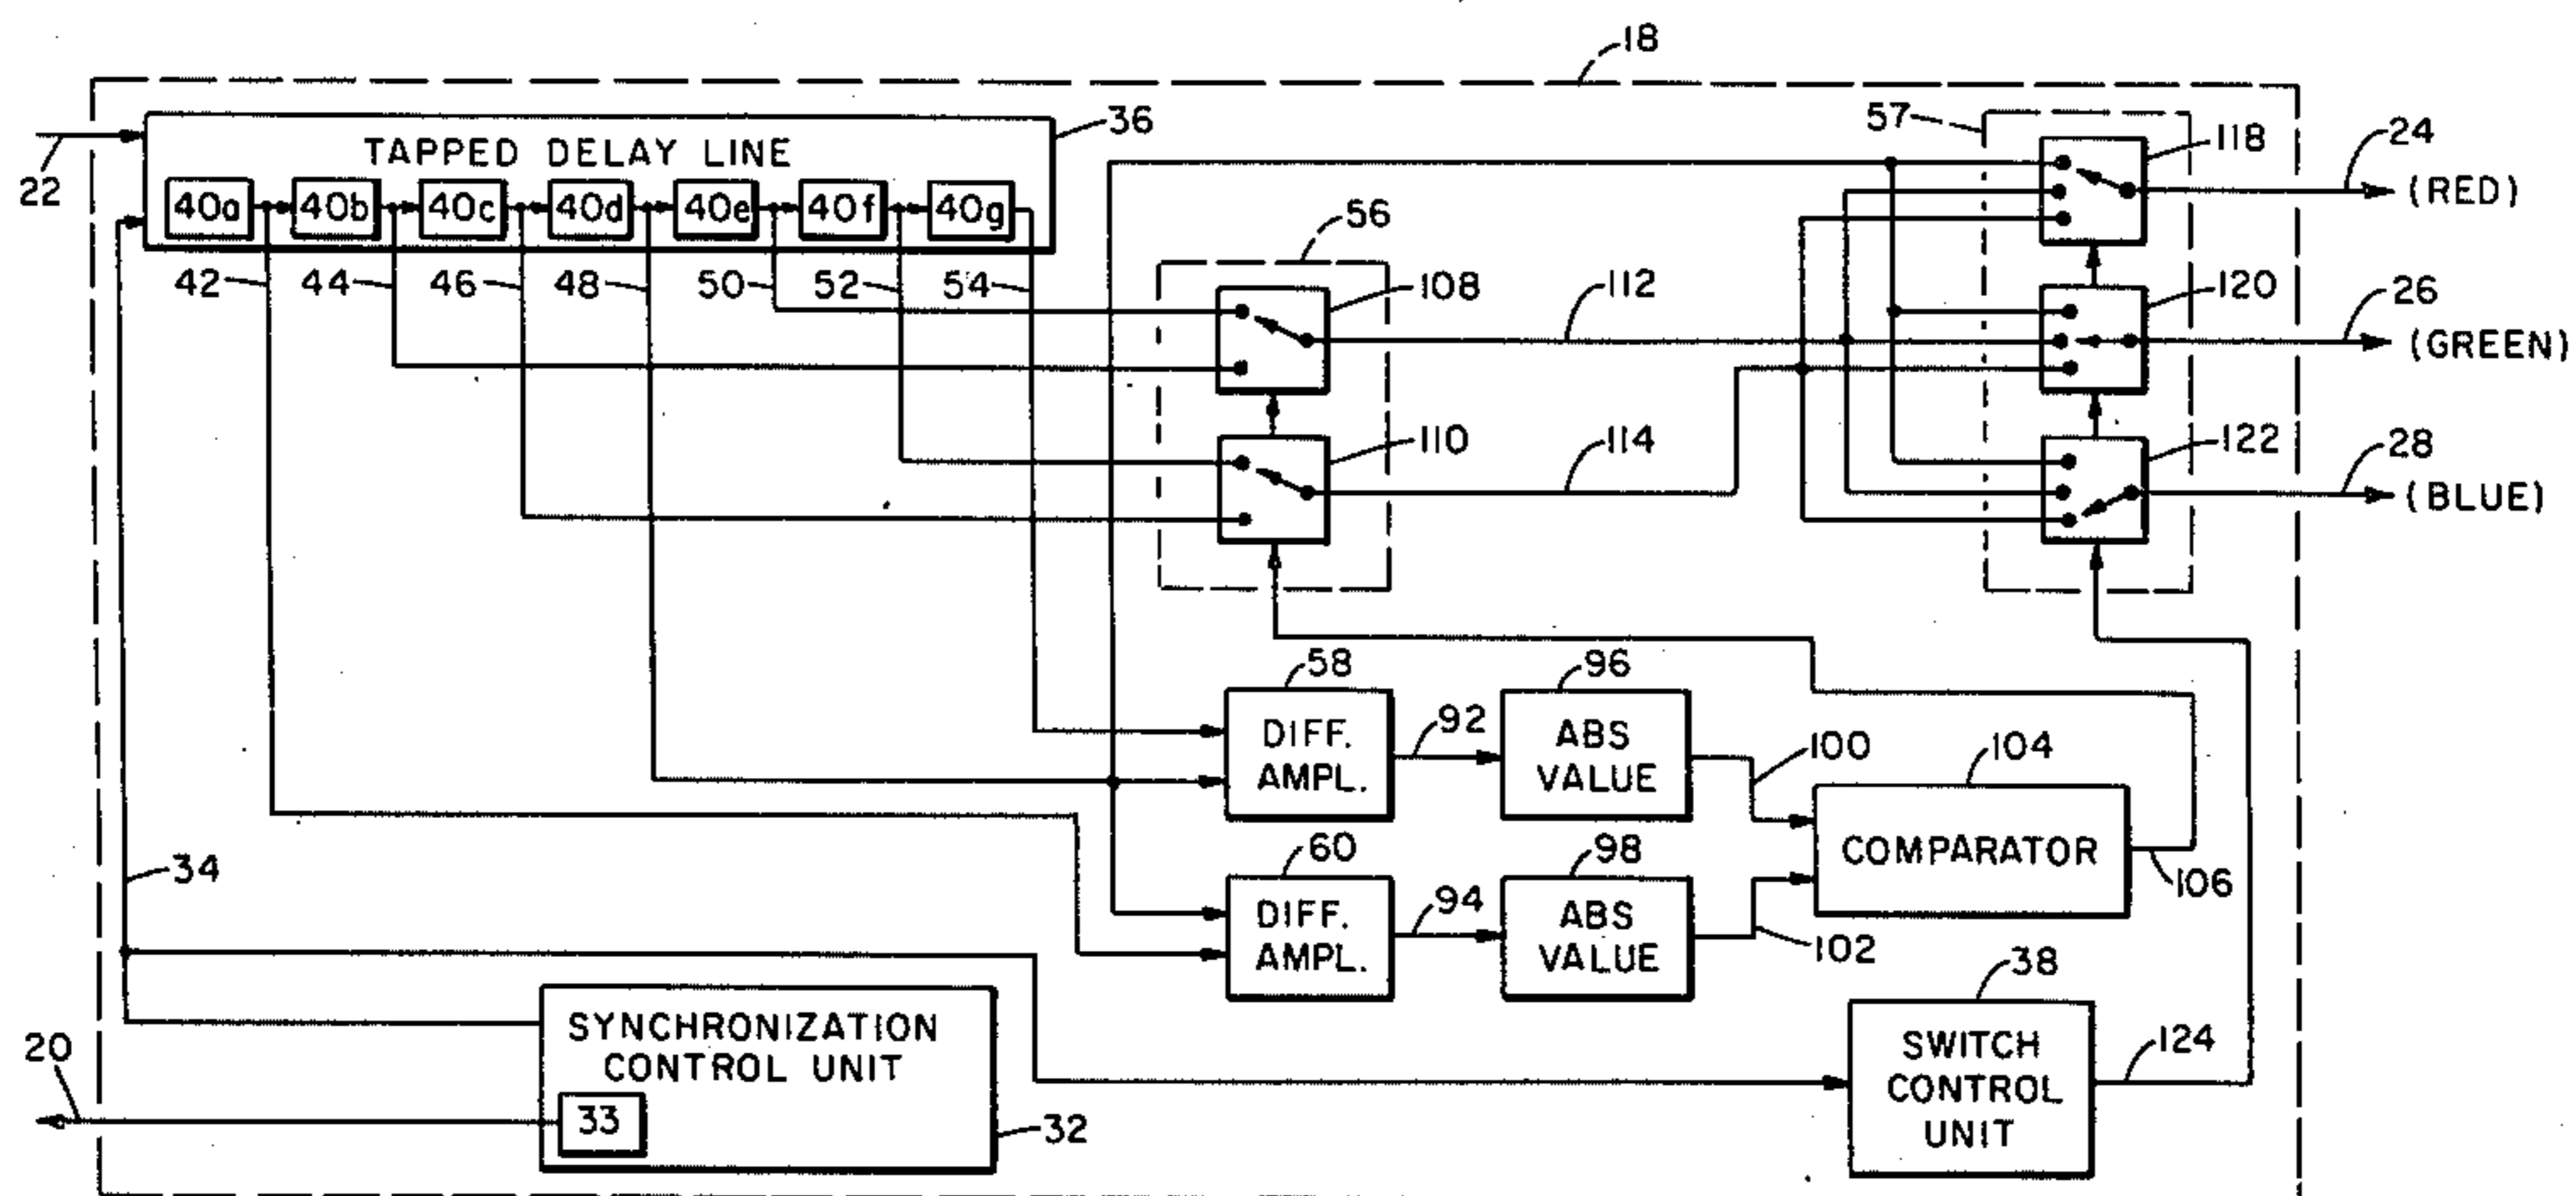 18
22
TAPPED DELAY LINE
36
40a 40b 40c 40d 40e 40f 40g
42 44 46 48 50 52 54
56
108
110
112
114
57
118
120
122
24
(RED)
26
(GREEN)
28
(BLUE)
58
DIFF.
AMPL.
92
96
ABS
VALUE
100
104
COMPARATOR
106
60
DIFF.
AMPL.
94
98
ABS
VALUE
102
34
20
SYNCHRONIZATION
CONTROL UNIT
33
32
38
SWITCH
CONTROL
UNIT
124